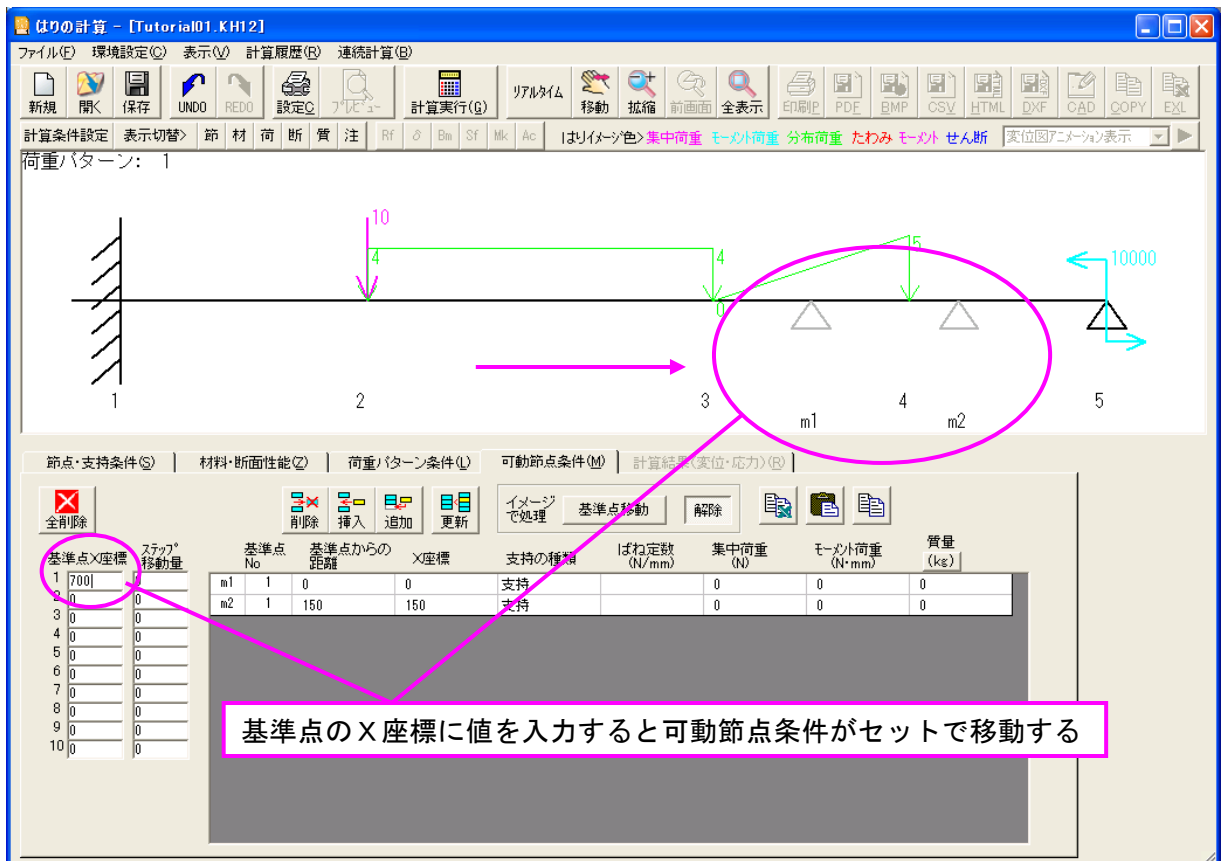 はりの計算 - [Tutorial01.KH12]
ファイル(F) 環境設定(C) 表示(V) 計算履歴(R) 連続計算(B)
新規 開く 保存 UNDO REDO 設定C プレビュー 計算実行(G) リアルタイム 移動 拡縮 前画面 全表示 印刷P PDF BMP CSV HTML DXF CAD COPY EXL
計算条件設定 表示切替> 節 材 荷 断 質 注 Rf δ Bm Sf Mk Ac はりイメージ色>集中荷重 モーメント荷重 分布荷重 たわみ モーメント せん断 変位図アニメーション表示
荷重パターン: 1
10
4 4 5 10000
0
1 2 3 4 5
m1 m2
節点・支持条件(S) 材料・断面性能(Z) 荷重パターン条件(L) 可動節点条件(M) 計算結果(変位・応力)(R)
全削除 削除 挿入 追加 更新 イメージで処理 基準点移動 解除
基準点X座標 ステップ移動量 基準点No 基準点からの距離 X座標 支持の種類 ばね定数(N/mm) 集中荷重(N) モーメント荷重(N・mm) 質量(kg)
1 700 0 m1 1 0 0 支持 0 0 0
2 0 0 m2 1 150 150 支持 0 0 0
3 0 0
4 0 0
5 0 0
6 0 0
7 0 0
8 0 0
9 0 0
10 0 0
基準点のX座標に値を入力すると可動節点条件がセットで移動する